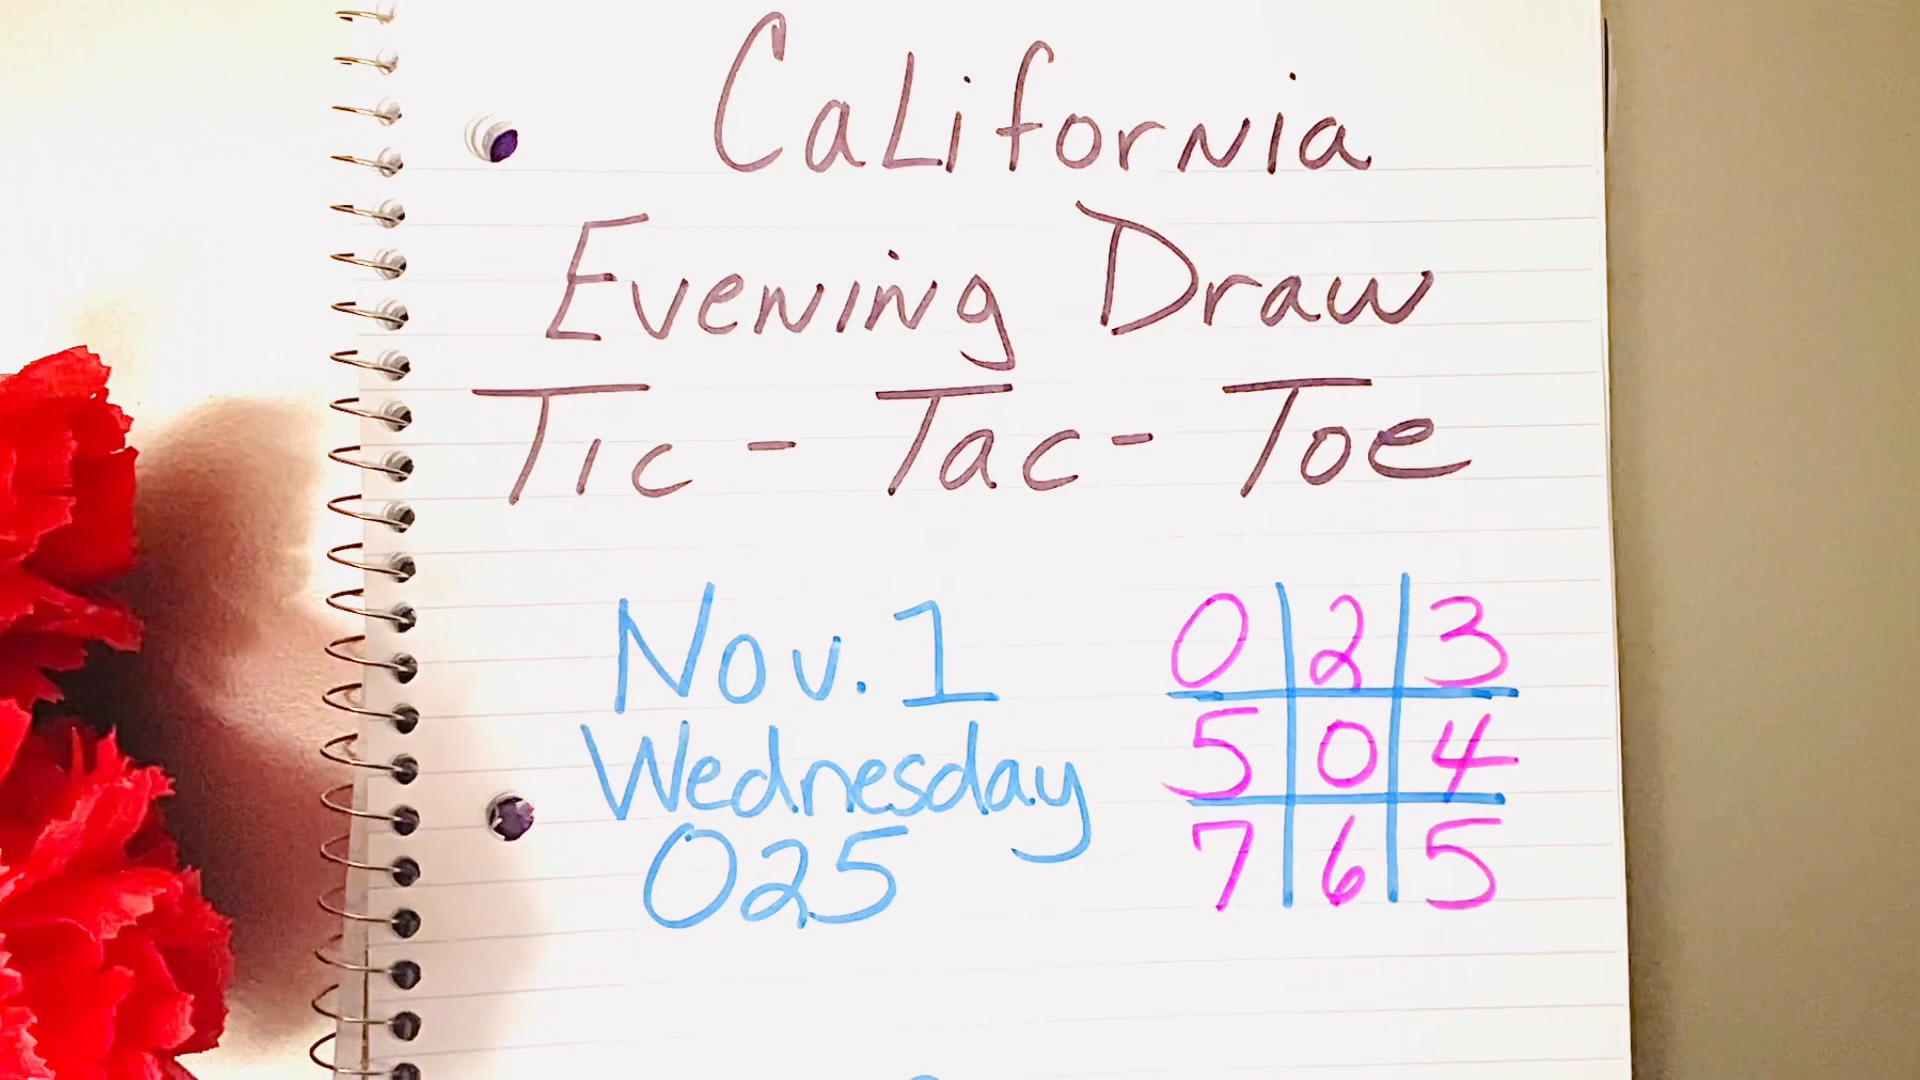 California
Evening Draw
Tic - Tac - Toe
Nov. 1
Wednesday
025
0 2 3
5 0 4
7 6 5